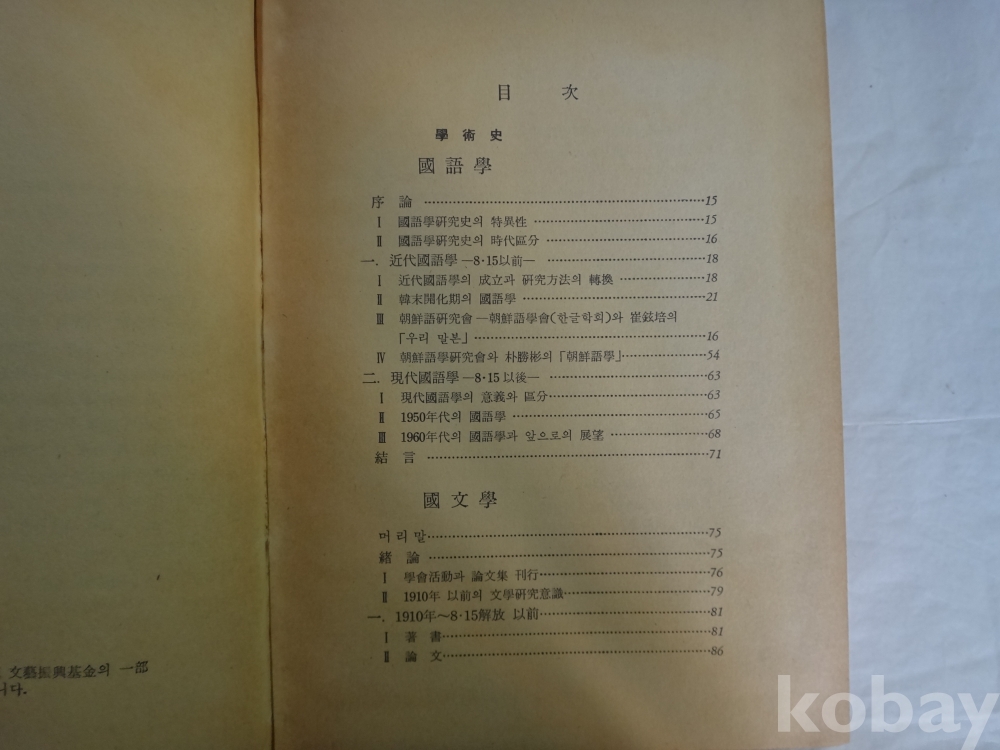 文藝振興基金의 一部
니다.
目 次
學術史
國語學
序 論 ……15
Ⅰ 國語學硏究史의 特異性 ……15
Ⅱ 國語學硏究史의 時代區分 ……16
一. 近代國語學 ―8·15以前― ……18
Ⅰ 近代國語學의 成立과 硏究方法의 轉換 ……18
Ⅱ 韓末開化期의 國語學 ……21
Ⅲ 朝鮮語硏究會―朝鮮語學會(한글학회)와 崔鉉培의
「우리 말본」……16
Ⅳ 朝鮮語學硏究會와 朴勝彬의 「朝鮮語學」……54
二. 現代國語學 ―8·15以後― ……63
Ⅰ 現代國語學의 意義와 區分……63
Ⅱ 1950年代의 國語學 ……65
Ⅲ 1960年代의 國語學과 앞으로의 展望 ……68
結 言 ……71
國文學
머리말……75
緖 論 ……75
Ⅰ 學會活動과 論文集 刊行……76
Ⅱ 1910年 以前의 文學硏究意識……79
一. 1910年～8·15解放 以前……81
Ⅰ 著 書……81
Ⅱ 論 文……86
kobay